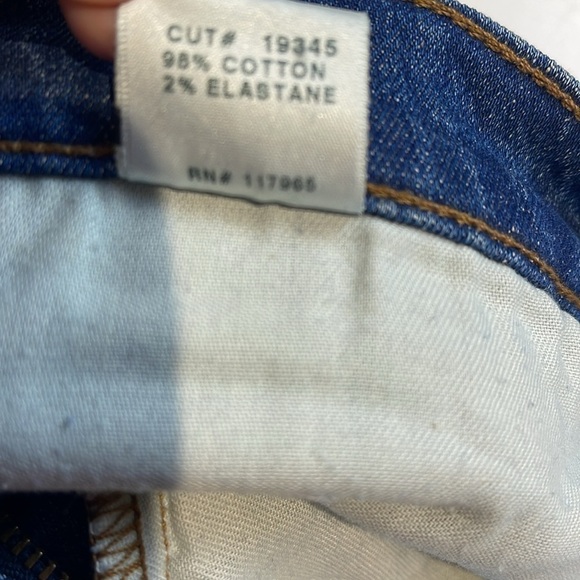 CUT# 19345
98% COTTON
2% ELASTANE
RN# 117965